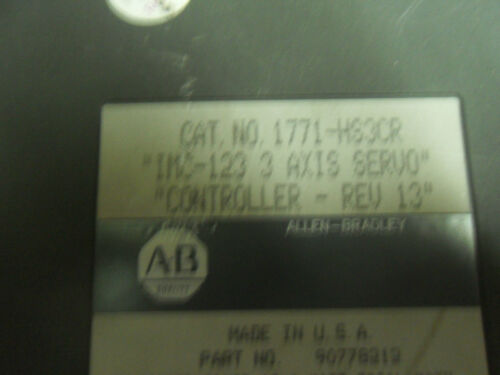 CAT. NO. 1771-HS3CR
"IMC-123 3 AXIS SERVO"
"CONTROLLER - REV 13"
ALLEN-BRADLEY
AB
MADE IN U.S.A.
PART NO. 90778313